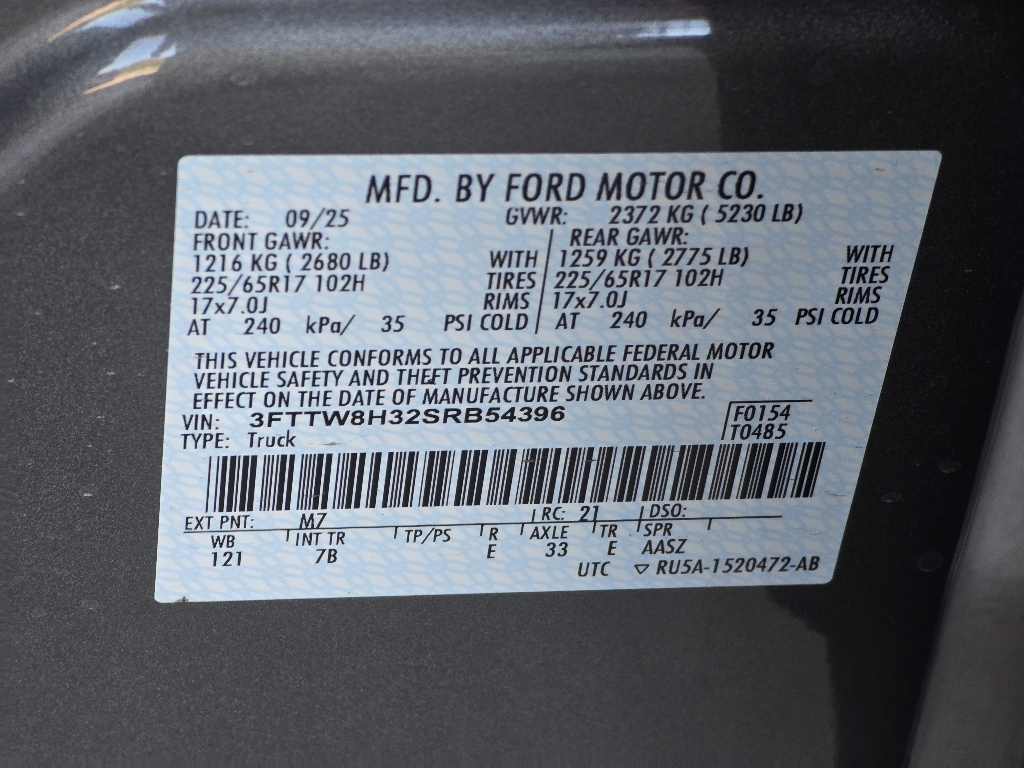 MFD. BY FORD MOTOR CO.
DATE: 09/25 GVWR: 2372 KG ( 5230 LB)
FRONT GAWR: REAR GAWR:
1216 KG ( 2680 LB) WITH 1259 KG ( 2775 LB) WITH
225/65R17 102H TIRES 225/65R17 102H TIRES
17x7.0J RIMS 17x7.0J RIMS
AT 240 kPa/ 35 PSI COLD AT 240 kPa/ 35 PSI COLD
THIS VEHICLE CONFORMS TO ALL APPLICABLE FEDERAL MOTOR
VEHICLE SAFETY AND THEFT PREVENTION STANDARDS IN
EFFECT ON THE DATE OF MANUFACTURE SHOWN ABOVE.
VIN: 3FTTW8H32SRB54396 F0154
TYPE: Truck T0485
EXT PNT: M7 RC: 21 DSO:
WB INT TR TP/PS R AXLE TR SPR
121 7B E 33 E AASZ
UTC ▽ RU5A-1520472-AB